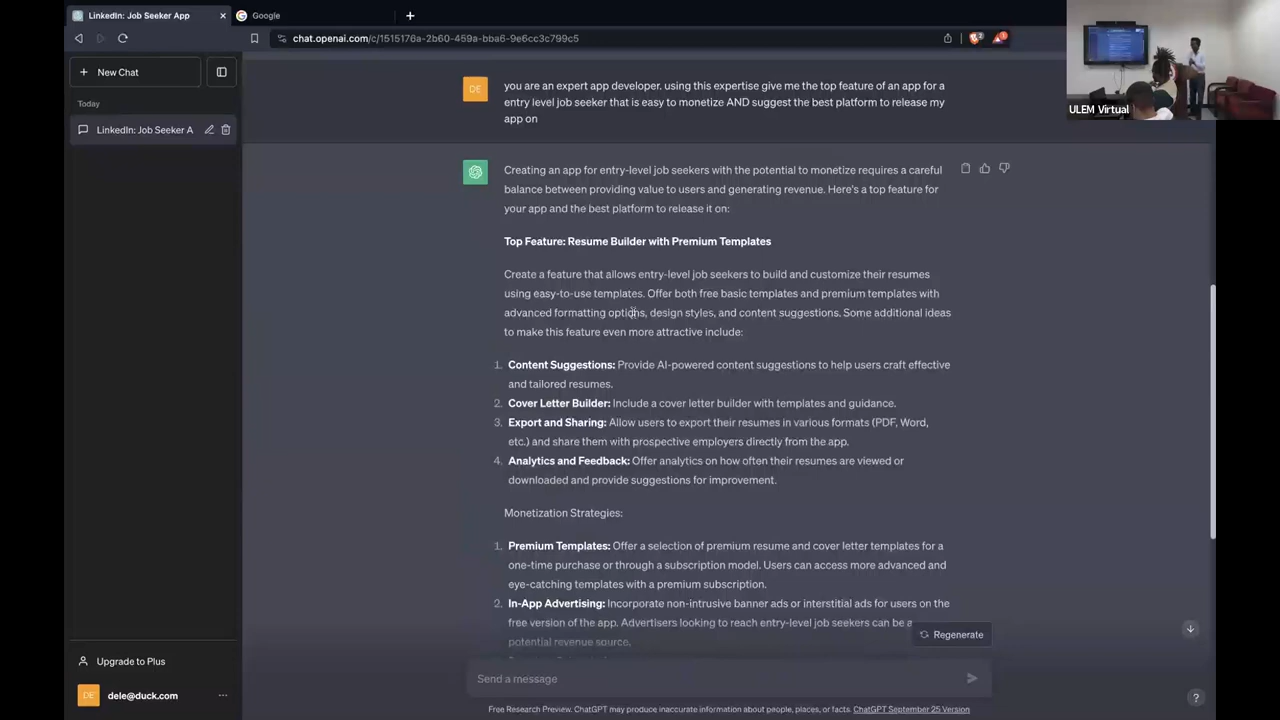 LinkedIn: Job Seeker App
Google
chat.openai.com/c/1515176a-2b60-459a-bba6-9e6cc3c799c5
2
1
ULEM Virtual
New Chat
Today
LinkedIn: Job Seeker A
DE
you are an expert app developer, using this expertise give me the top feature of an app for a
entry level job seeker that is easy to monetize AND suggest the best platform to release my
app on
Creating an app for entry-level job seekers with the potential to monetize requires a careful
balance between providing value to users and generating revenue. Here's a top feature for
your app and the best platform to release it on:
Top Feature: Resume Builder with Premium Templates
Create a feature that allows entry-level job seekers to build and customize their resumes
using easy-to-use templates. Offer both free basic templates and premium templates with
advanced formatting options, design styles, and content suggestions. Some additional ideas
to make this feature even more attractive include:
1. Content Suggestions: Provide AI-powered content suggestions to help users craft effective
and tailored resumes.
2. Cover Letter Builder: Include a cover letter builder with templates and guidance.
3. Export and Sharing: Allow users to export their resumes in various formats (PDF, Word,
etc.) and share them with prospective employers directly from the app.
4. Analytics and Feedback: Offer analytics on how often their resumes are viewed or
downloaded and provide suggestions for improvement.
Monetization Strategies:
1. Premium Templates: Offer a selection of premium resume and cover letter templates for a
one-time purchase or through a subscription model. Users can access more advanced and
eye-catching templates with a premium subscription.
2. In-App Advertising: Incorporate non-intrusive banner ads or interstitial ads for users on the
free version of the app. Advertisers looking to reach entry-level job seekers can be a
potential revenue source.
Regenerate
Send a message
Free Research Preview. ChatGPT may produce inaccurate information about people, places, or facts. ChatGPT September 25 Version
?
Upgrade to Plus
DE
dele@duck.com